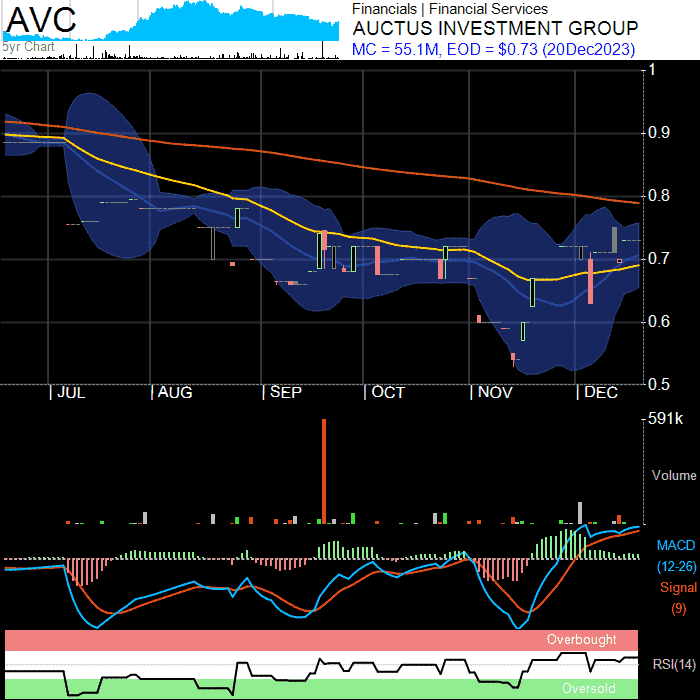 AVC
5yr Chart
Financials | Financial Services
AUCTUS INVESTMENT GROUP
MC = 55.1M, EOD = $0.73 (20Dec2023)
1
0.9
0.8
0.7
0.6
0.5
| JUL | AUG | SEP | OCT | NOV | DEC
591k
Volume
MACD
(12-26)
Signal
(9)
Overbought
RSI(14)
Oversold